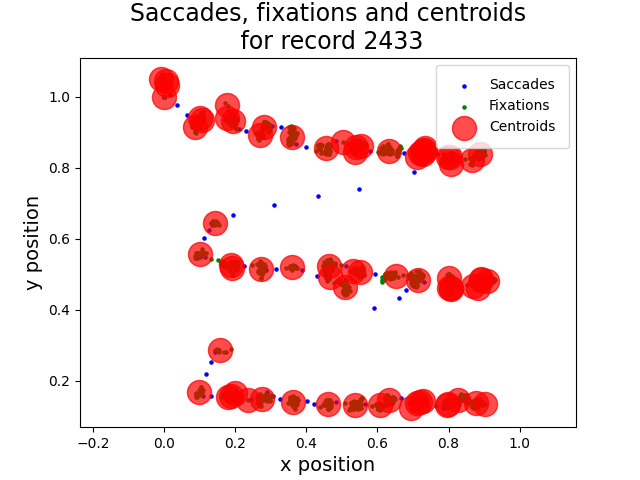 Saccades, fixations and centroids
for record 2433
Saccades
Fixations
Centroids
1.0
0.8
0.6
0.4
0.2
y position
−0.2
0.0
0.2
0.4
0.6
0.8
1.0
x position